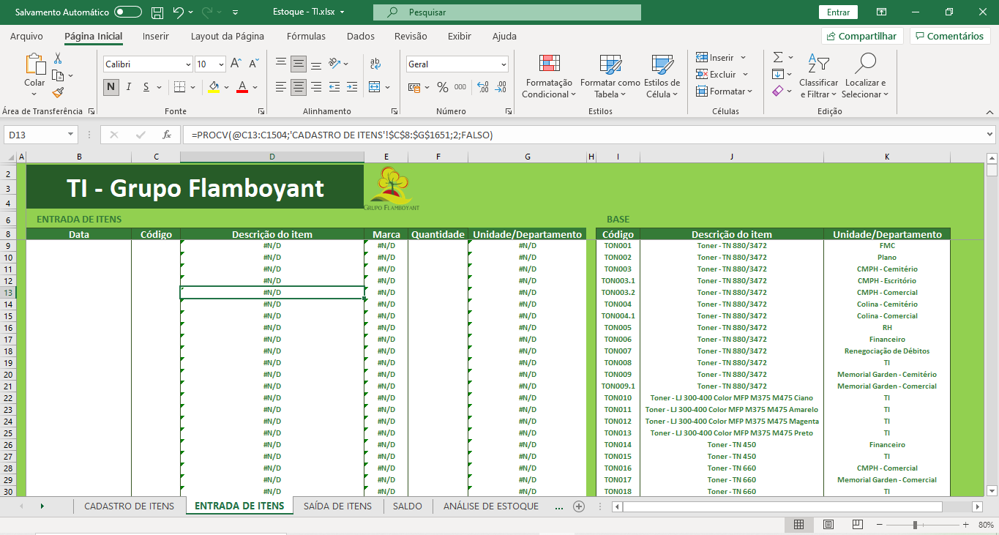 Salvamento Automático Estoque - TI.xlsx Pesquisar Entrar
Arquivo Página Inicial Inserir Layout da Página Fórmulas Dados Revisão Exibir Ajuda Compartilhar Comentários
Colar
Calibri 10
N I S
ab
Geral
% 000
Formatação Condicional
Formatar como Tabela
Estilos de Célula
Inserir
Excluir
Formatar
Classificar e Filtrar
Localizar e Selecionar
Área de Transferência Fonte Alinhamento Número Estilos Células Edição
D13 fx =PROCV(@C13:C1504;'CADASTRO DE ITENS'!$C$8:$G$1651;2;FALSO)
A B C D E F G H I J K
2
3 TI - Grupo Flamboyant
4 GRUPO FLAMBOYANT
6 ENTRADA DE ITENS BASE
8 Data Código Descrição do item Marca Quantidade Unidade/Departamento Código Descrição do item Unidade/Departamento
9 #N/D #N/D #N/D TON001 Toner - TN 880/3472 FMC
10 #N/D #N/D #N/D TON002 Toner - TN 880/3472 Plano
11 #N/D #N/D #N/D TON003 Toner - TN 880/3472 CMPH - Cemitério
12 #N/D #N/D #N/D TON003.1 Toner - TN 880/3472 CMPH - Escritório
13 #N/D #N/D #N/D TON003.2 Toner - TN 880/3472 CMPH - Comercial
14 #N/D #N/D #N/D TON004 Toner - TN 880/3472 Colina - Cemitério
15 #N/D #N/D #N/D TON004.1 Toner - TN 880/3472 Colina - Comercial
16 #N/D #N/D #N/D TON005 Toner - TN 880/3472 RH
17 #N/D #N/D #N/D TON006 Toner - TN 880/3472 Financeiro
18 #N/D #N/D #N/D TON007 Toner - TN 880/3472 Renegociação de Débitos
19 #N/D #N/D #N/D TON008 Toner - TN 880/3472 TI
20 #N/D #N/D #N/D TON009 Toner - TN 880/3472 Memorial Garden - Cemitério
21 #N/D #N/D #N/D TON009.1 Toner - TN 880/3472 Memorial Garden - Comercial
22 #N/D #N/D #N/D TON010 Toner - LJ 300-400 Color MFP M375 M475 Ciano TI
23 #N/D #N/D #N/D TON011 Toner - LJ 300-400 Color MFP M375 M475 Amarelo TI
24 #N/D #N/D #N/D TON012 Toner - LJ 300-400 Color MFP M375 M475 Magenta TI
25 #N/D #N/D #N/D TON013 Toner - LJ 300-400 Color MFP M375 M475 Preto TI
26 #N/D #N/D #N/D TON014 Toner - TN 450 Financeiro
27 #N/D #N/D #N/D TON015 Toner - TN 450 TI
28 #N/D #N/D #N/D TON016 Toner - TN 660 CMPH - Comercial
29 #N/D #N/D #N/D TON017 Toner - TN 660 Memorial Garden - Comercial
30 #N/D #N/D #N/D TON018 Toner - TN 660 TI
CADASTRO DE ITENS ENTRADA DE ITENS SAÍDA DE ITENS SALDO ANÁLISE DE ESTOQUE ...
80%